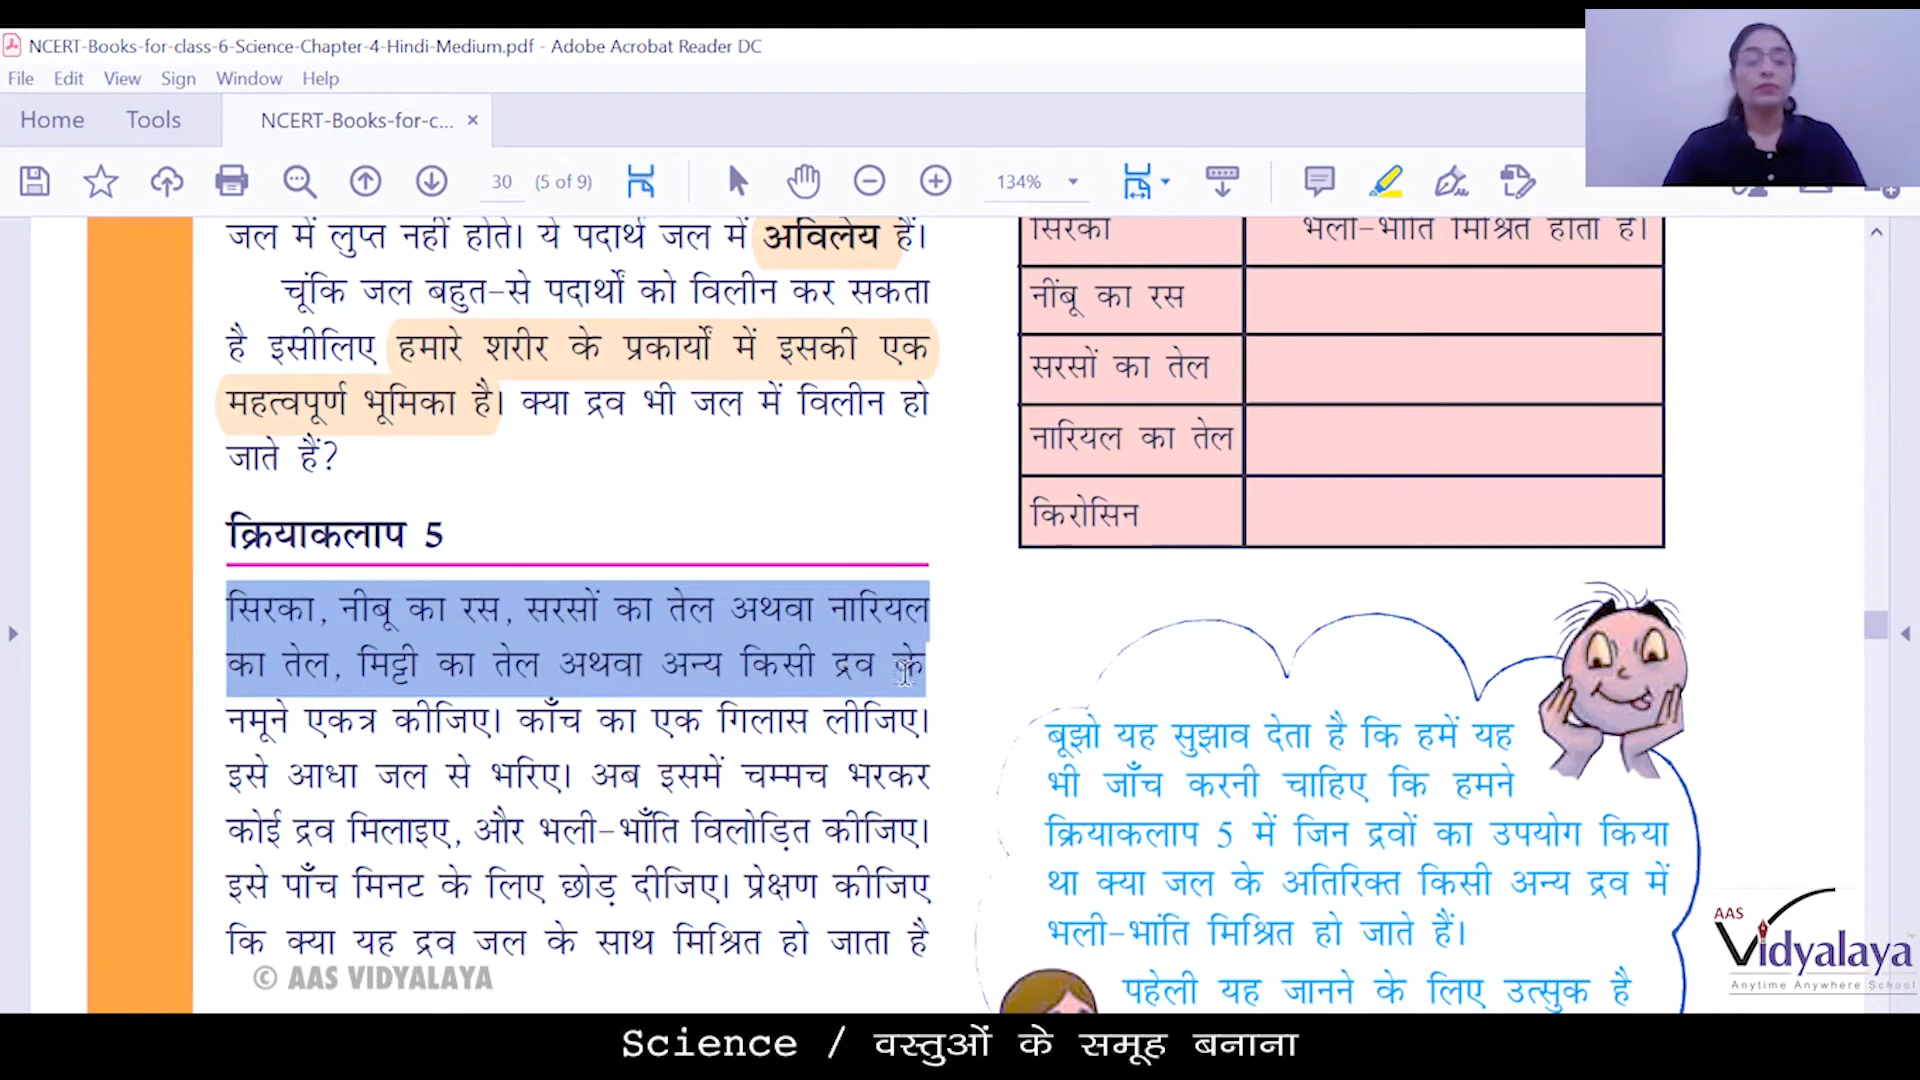 NCERT-Books-for-class-6-Science-Chapter-4-Hindi-Medium.pdf - Adobe Acrobat Reader DC
File Edit View Sign Window Help
Home Tools NCERT-Books-for-c... ×
30 (5 of 9) 134%
जल में लुप्त नहीं होते। ये पदार्थ जल में अविलेय हैं।
चूंकि जल बहुत-से पदार्थों को विलीन कर सकता
है इसीलिए हमारे शरीर के प्रकार्यों में इसकी एक
महत्वपूर्ण भूमिका है। क्या द्रव भी जल में विलीन हो
जाते हैं?
क्रियाकलाप 5
सिरका, नीबू का रस, सरसों का तेल अथवा नारियल
का तेल, मिट्टी का तेल अथवा अन्य किसी द्रव के
नमूने एकत्र कीजिए। काँच का एक गिलास लीजिए।
इसे आधा जल से भरिए। अब इसमें चम्मच भरकर
कोई द्रव मिलाइए, और भली-भाँति विलोड़ित कीजिए।
इसे पाँच मिनट के लिए छोड़ दीजिए। प्रेक्षण कीजिए
कि क्या यह द्रव जल के साथ मिश्रित हो जाता है
© AAS VIDYALAYA
सिरका भली-भांति मिश्रित होता है।
नींबू का रस
सरसों का तेल
नारियल का तेल
किरोसिन
बूझो यह सुझाव देता है कि हमें यह
भी जाँच करनी चाहिए कि हमने
क्रियाकलाप 5 में जिन द्रवों का उपयोग किया
था क्या जल के अतिरिक्त किसी अन्य द्रव में
भली-भांति मिश्रित हो जाते हैं।
पहेली यह जानने के लिए उत्सुक है
AAS
Vidyalaya
Anytime Anywhere School
Science / वस्तुओं के समूह बनाना